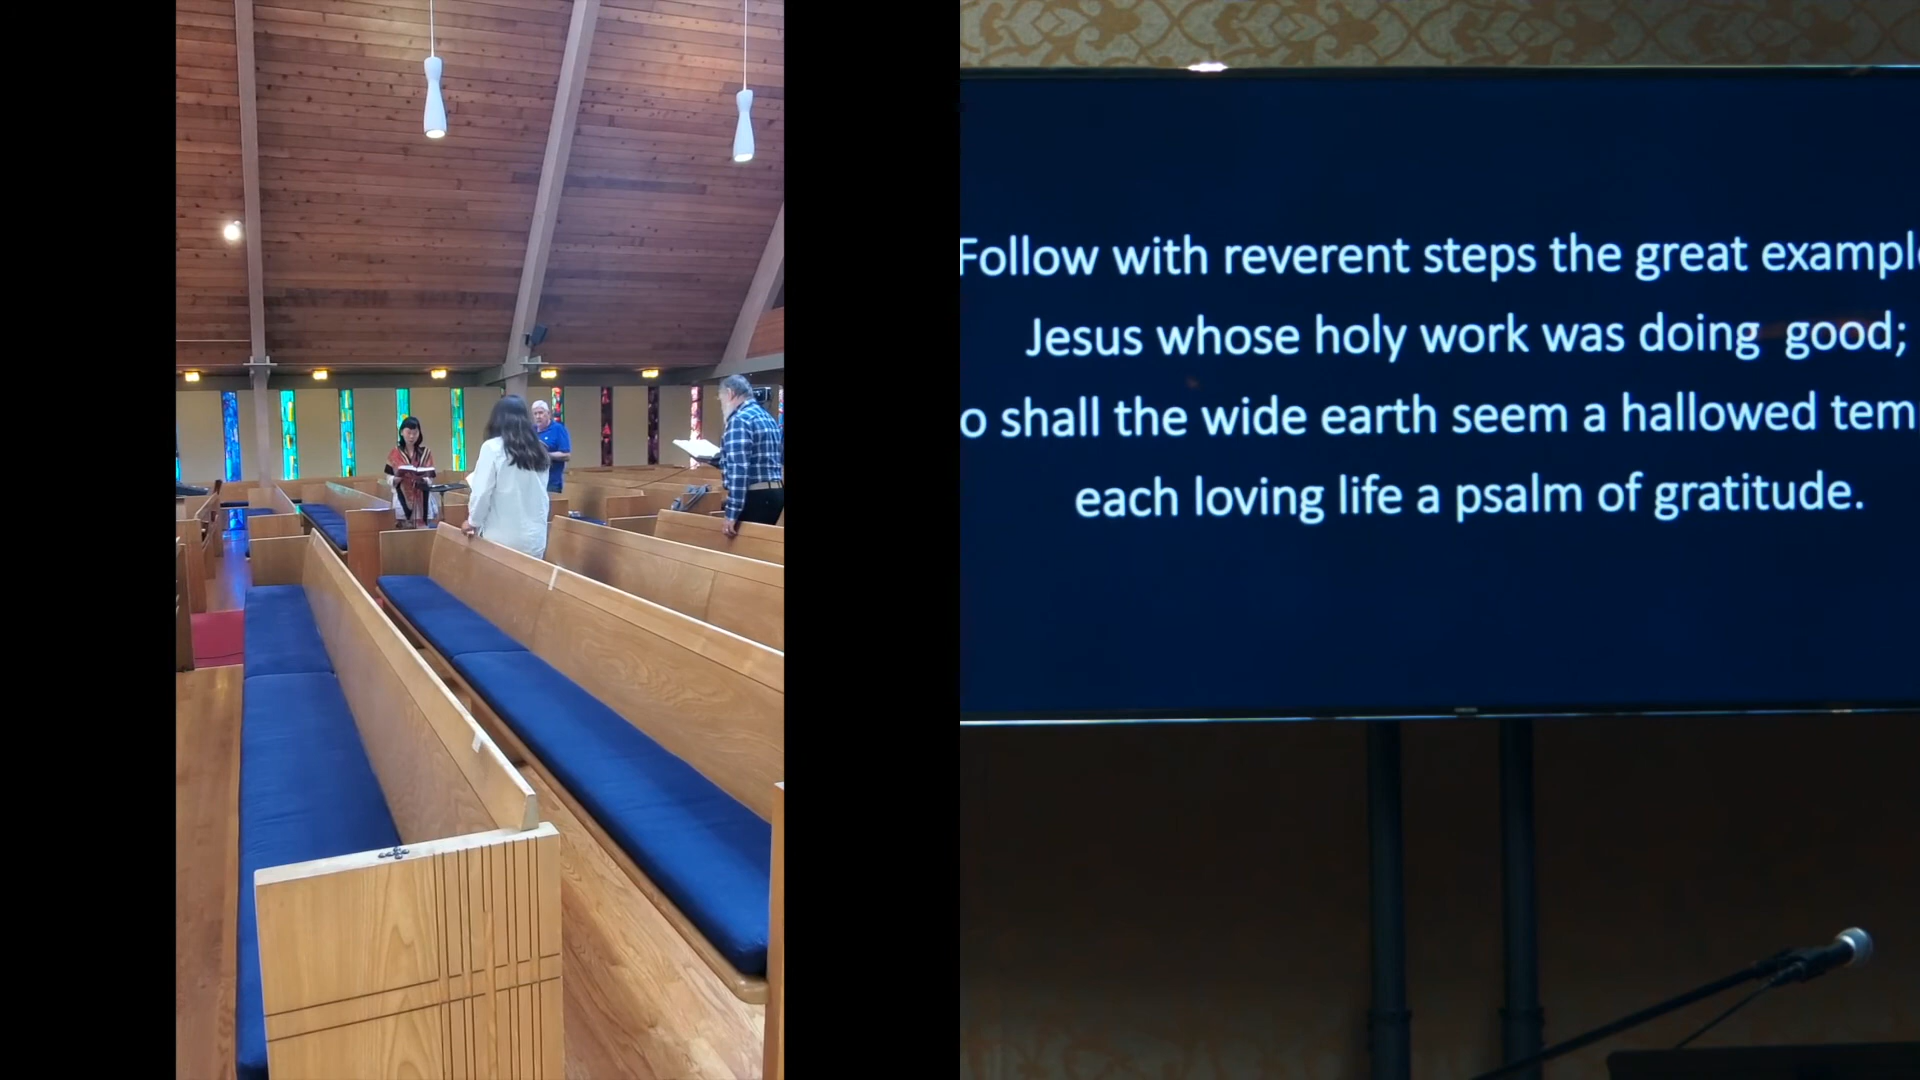 Follow with reverent steps the great example
Jesus whose holy work was doing good;
o shall the wide earth seem a hallowed tem
each loving life a psalm of gratitude.